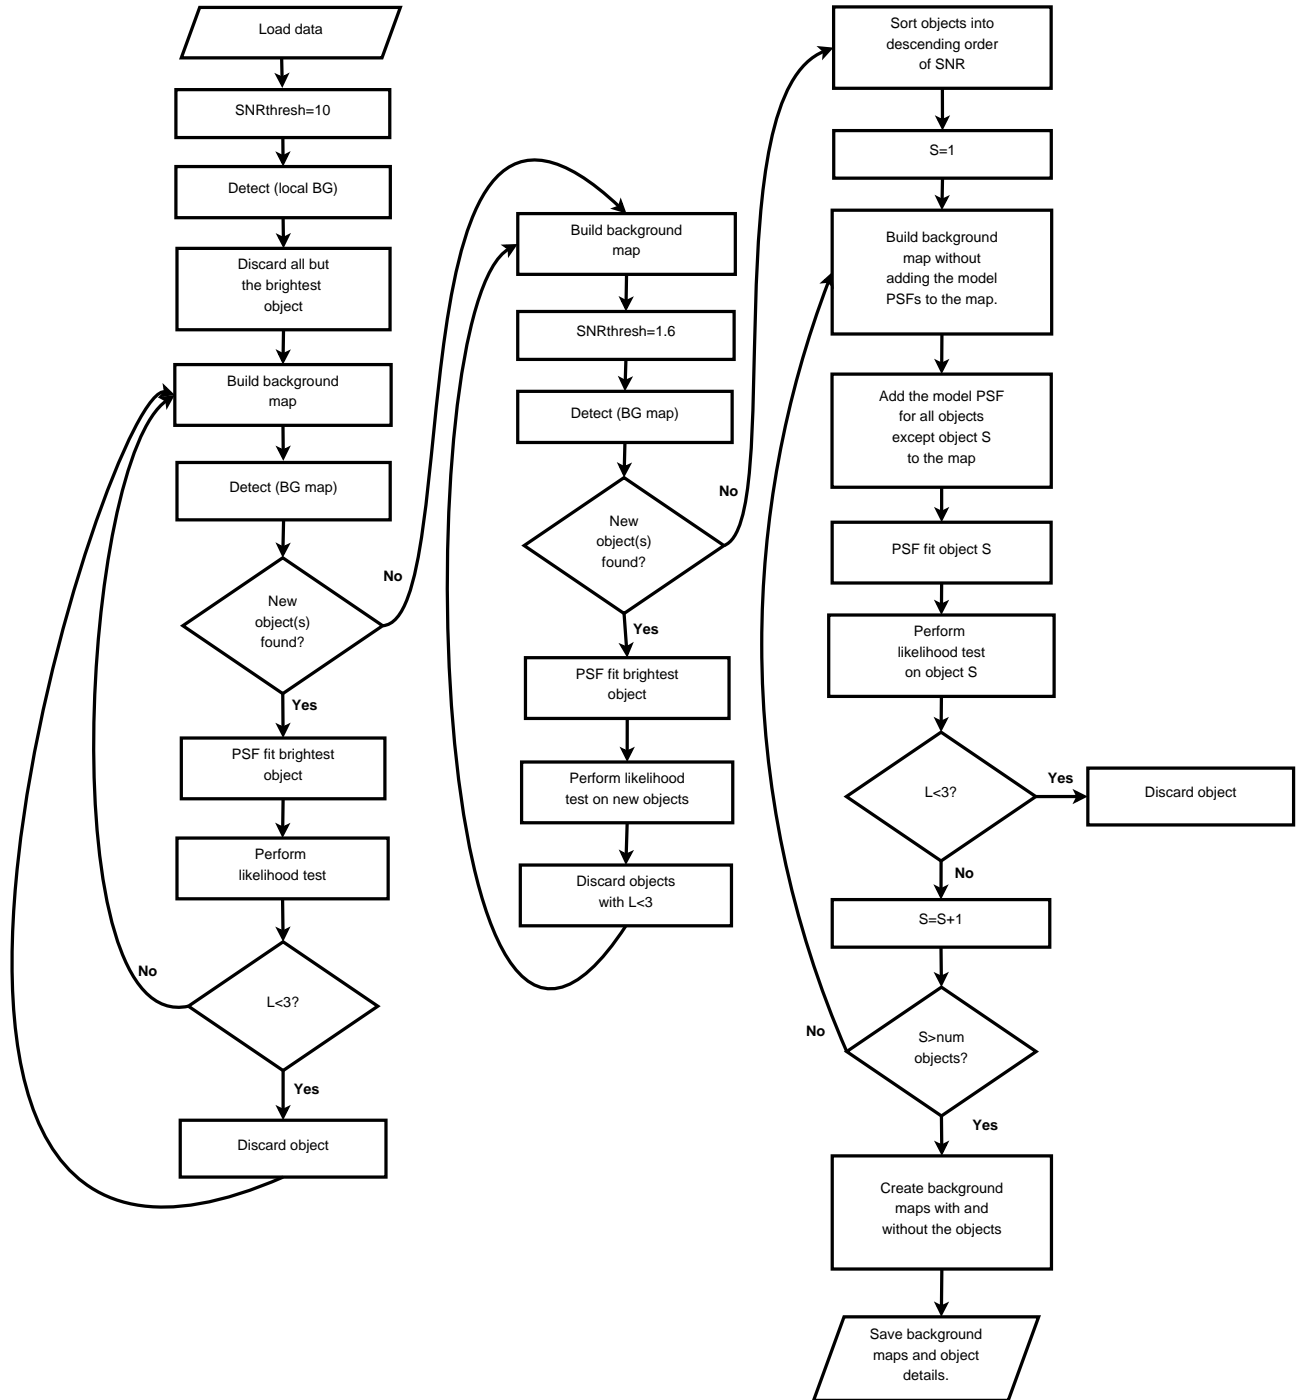 Load data
SNRthresh=10
Detect (local BG)
Discard all but
the brightest
object
Build background
map
Detect (BG map)
New
object(s)
found?
No
Yes
PSF fit brightest
object
Perform
likelihood test
L<3?
No
Yes
Discard object
Build background
map
SNRthresh=1.6
Detect (BG map)
New
object(s)
found?
No
Yes
PSF fit brightest
object
Perform likelihood
test on new objects
Discard objects
with L<3
Sort objects into
descending order
of SNR
S=1
Build background
map without
adding the model
PSFs to the map.
Add the model PSF
for all objects
except object S
to the map
PSF fit object S
Perform
likelihood test
on object S
L<3?
Yes
Discard object
No
S=S+1
S>num
objects?
No
Yes
Create background
maps with and
without the objects
Save background
maps and object
details.